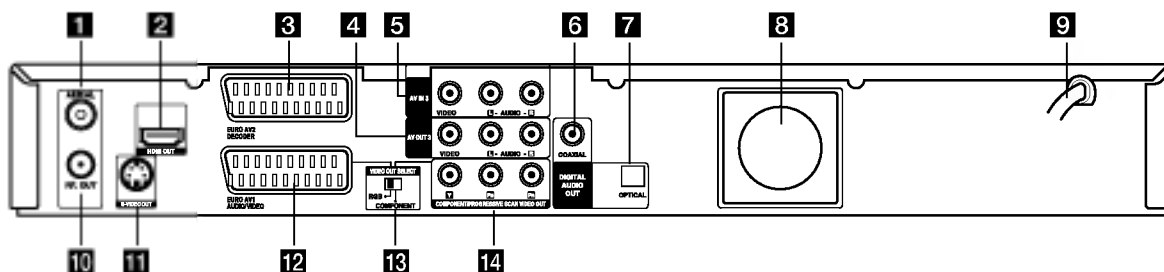 1 2 3 4 5 6 7 8 9
AERIAL
HDMI OUT
RF. OUT
S-VIDEO OUT
EURO AV2
DECODER
EURO AV1
AUDIO/VIDEO
VIDEO OUT SELECT
RGB
COMPONENT
AV IN 3
VIDEO L - AUDIO - R
AV OUT 3
VIDEO L - AUDIO - R
Y PB PR
COMPONENT/PROGRESSIVE SCAN VIDEO OUT
COAXIAL
DIGITAL
AUDIO
OUT
OPTICAL
10 11 12 13 14